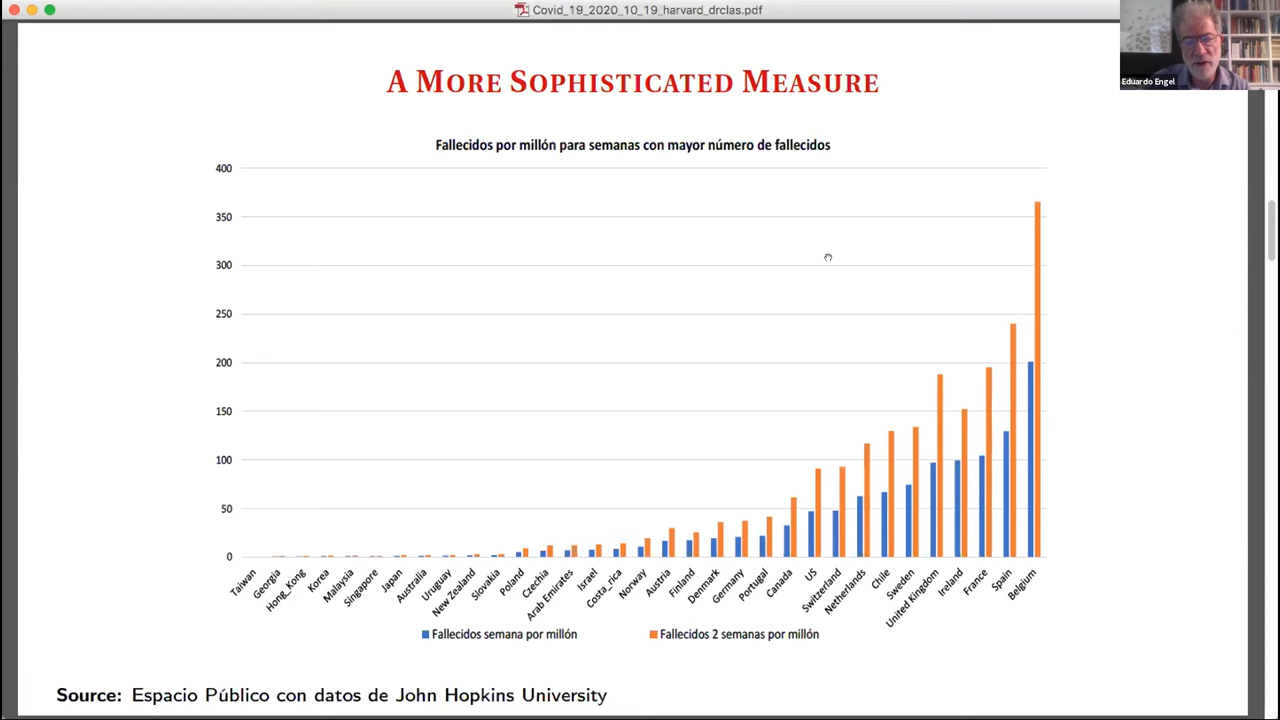 Covid_19_2020_10_19_harvard_drclas.pdf
Eduardo Engel
A MORE SOPHISTICATED MEASURE
Fallecidos por millón para semanas con mayor número de fallecidos
400
350
300
250
200
150
100
50
0
Taiwan
Georgia
Hong_Kong
Korea
Malaysia
Singapore
Japan
Australia
Uruguay
New Zealand
Slovakia
Poland
Czechia
Arab Emirates
Israel
Costa_rica
Norway
Austria
Finland
Denmark
Germany
Portugal
Canada
US
Switzerland
Netherlands
Chile
Sweden
United Kingdom
Ireland
France
Spain
Belgium
Fallecidos semana por millón
Fallecidos 2 semanas por millón
Source: Espacio Público con datos de John Hopkins University